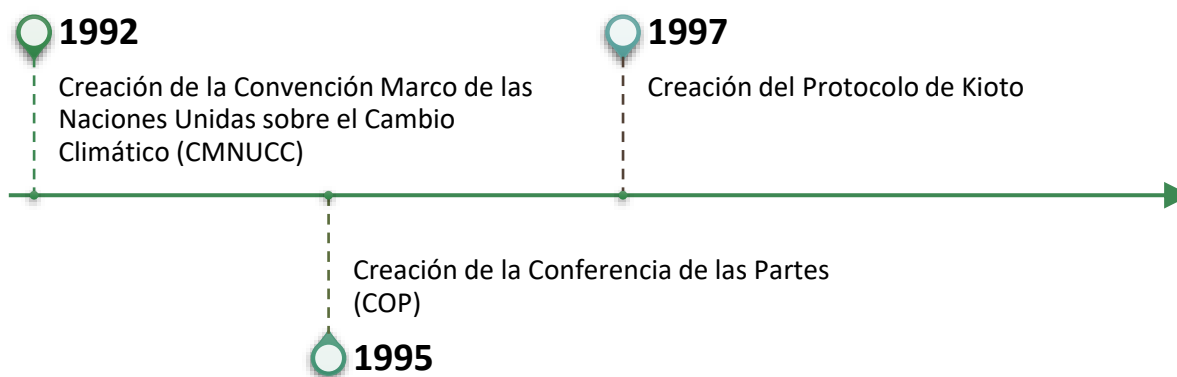 1992
Creación de la Convención Marco de las
Naciones Unidas sobre el Cambio
Climático (CMNUCC)
1997
Creación del Protocolo de Kioto
Creación de la Conferencia de las Partes
(COP)
1995